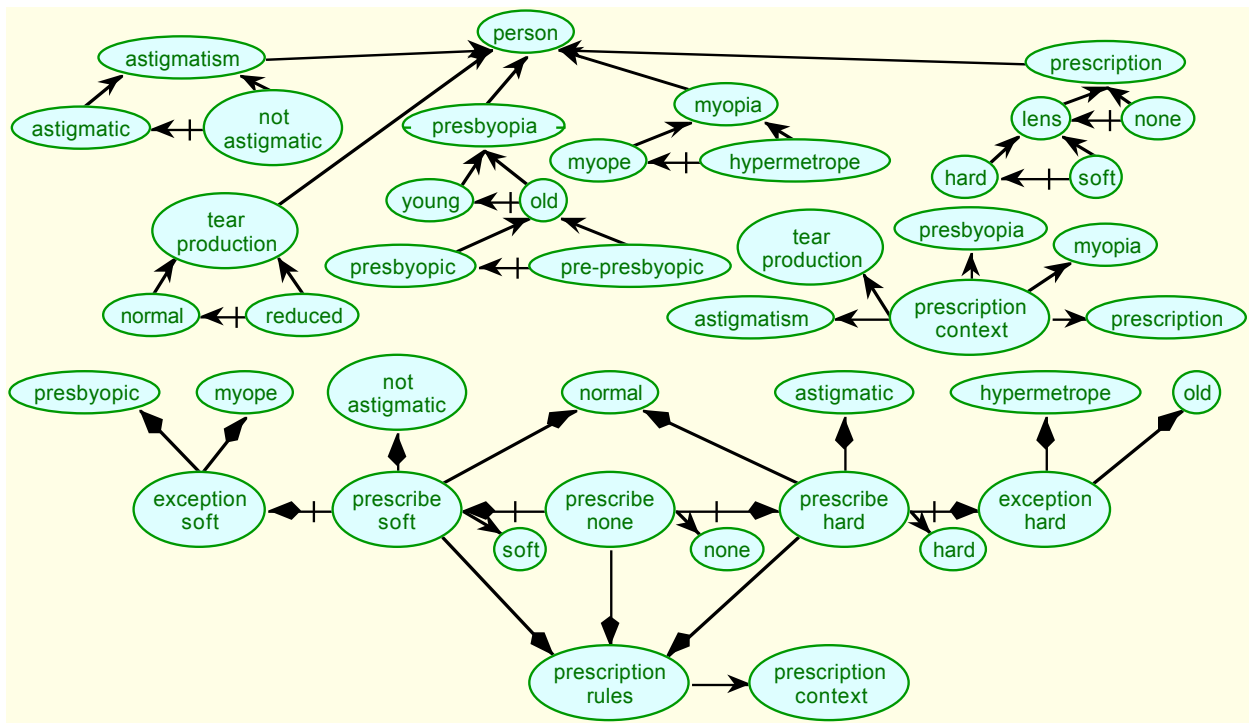 person
astigmatism
prescription
myopia
astigmatic
not
astigmatic
presbyopia
lens
none
myope
hypermetrope
hard
soft
young
old
tear
production
presbyopic
pre-presbyopic
normal
reduced
tear
production
presbyopia
myopia
astigmatism
prescription
context
prescription
presbyopic
myope
not
astigmatic
normal
astigmatic
hypermetrope
old
exception
soft
prescribe
soft
prescribe
none
prescribe
hard
exception
hard
soft
none
hard
prescription
rules
prescription
context